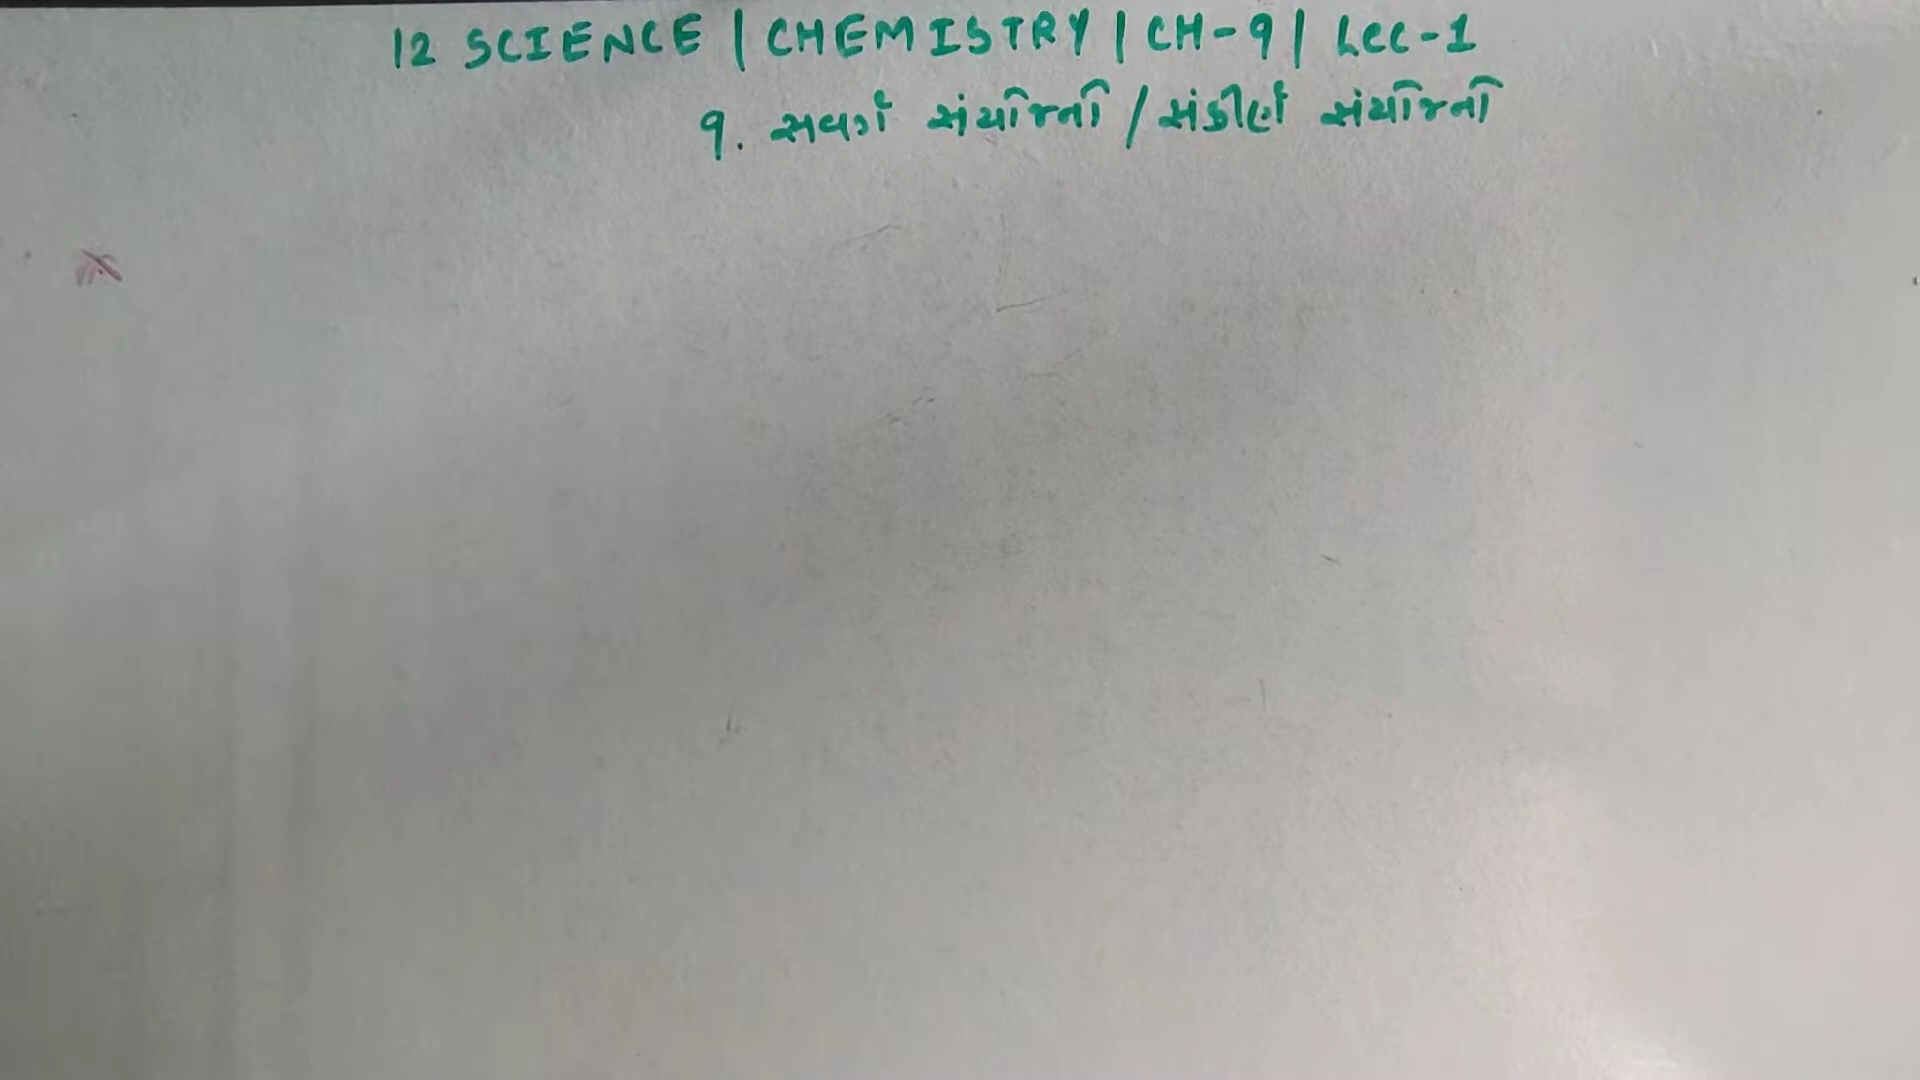 12 SCIENCE | CHEMISTRY | CH-9 | LEC-1
9. સવર્ગ સંયોજનો / સંકીર્ણ સંયોજનો